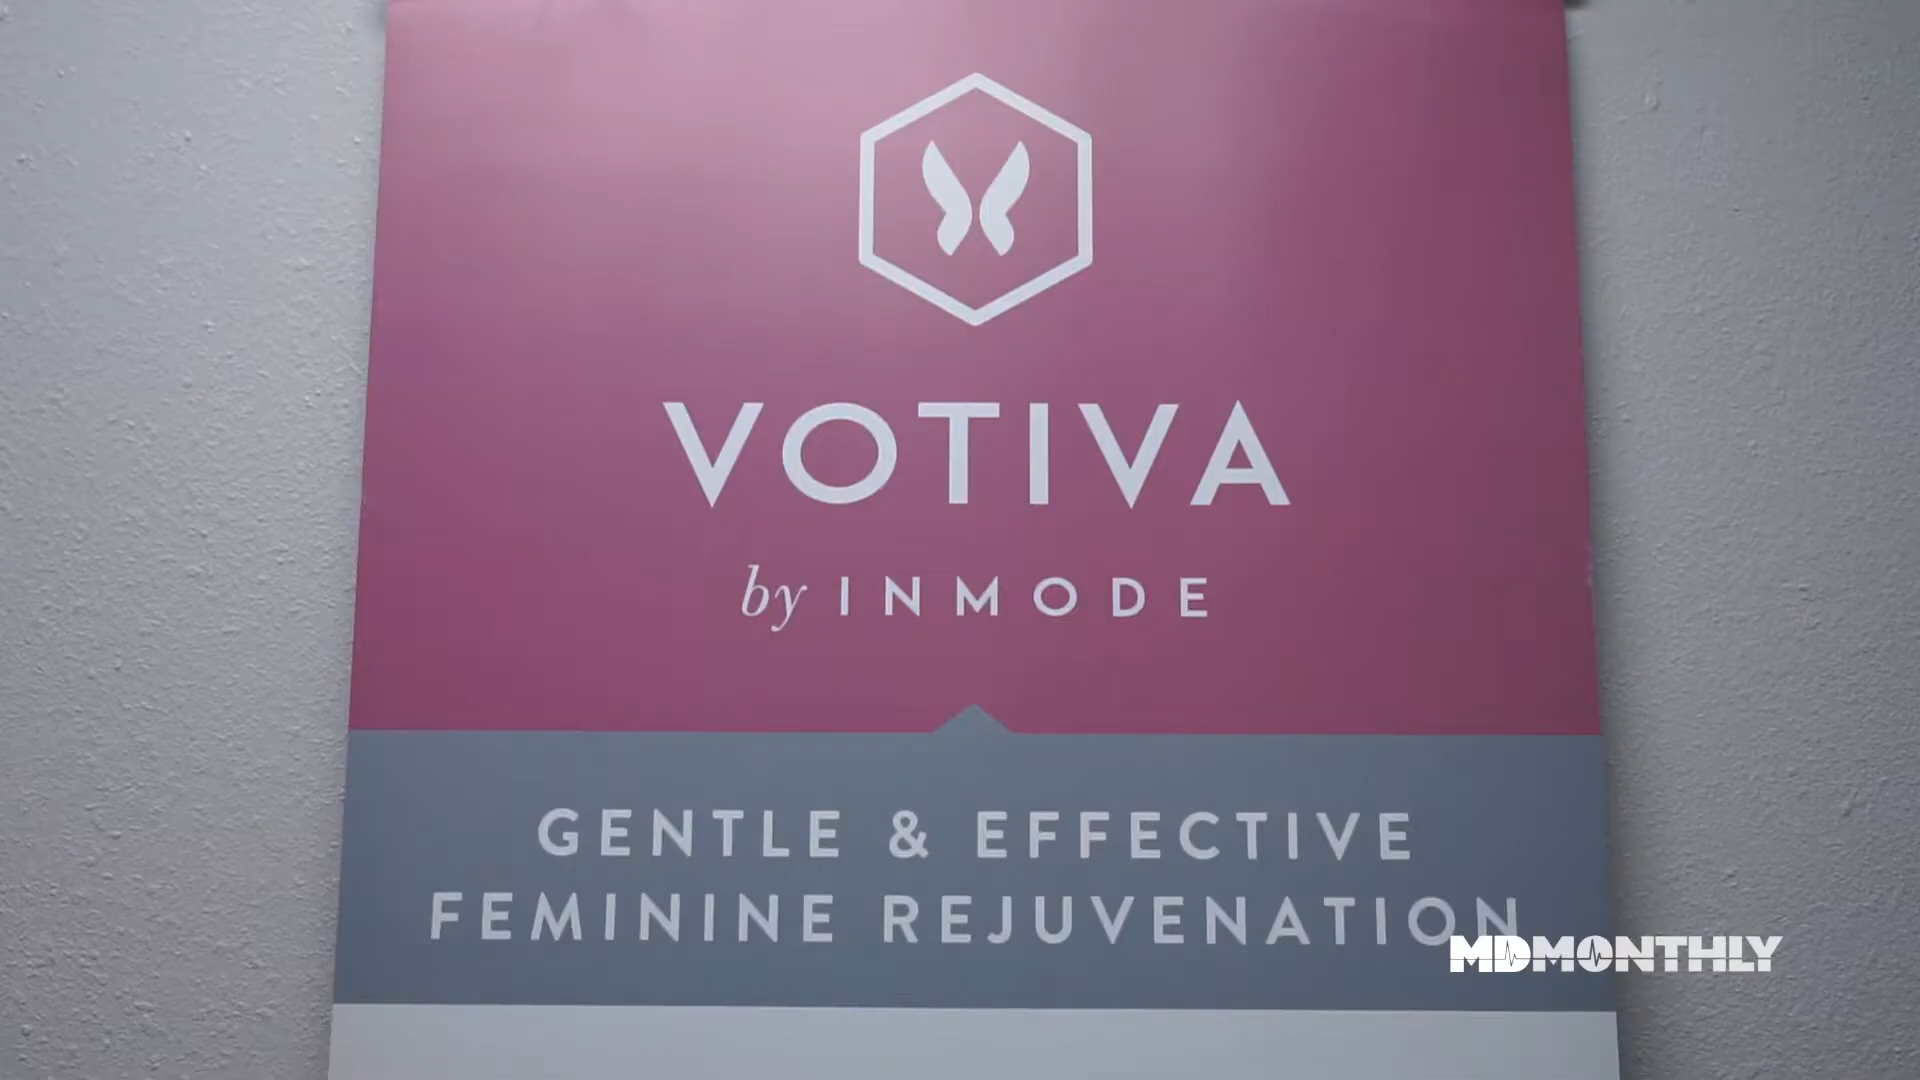 VOTIVA
by INMODE
GENTLE & EFFECTIVE
FEMININE REJUVENATION
MDMONTHLY